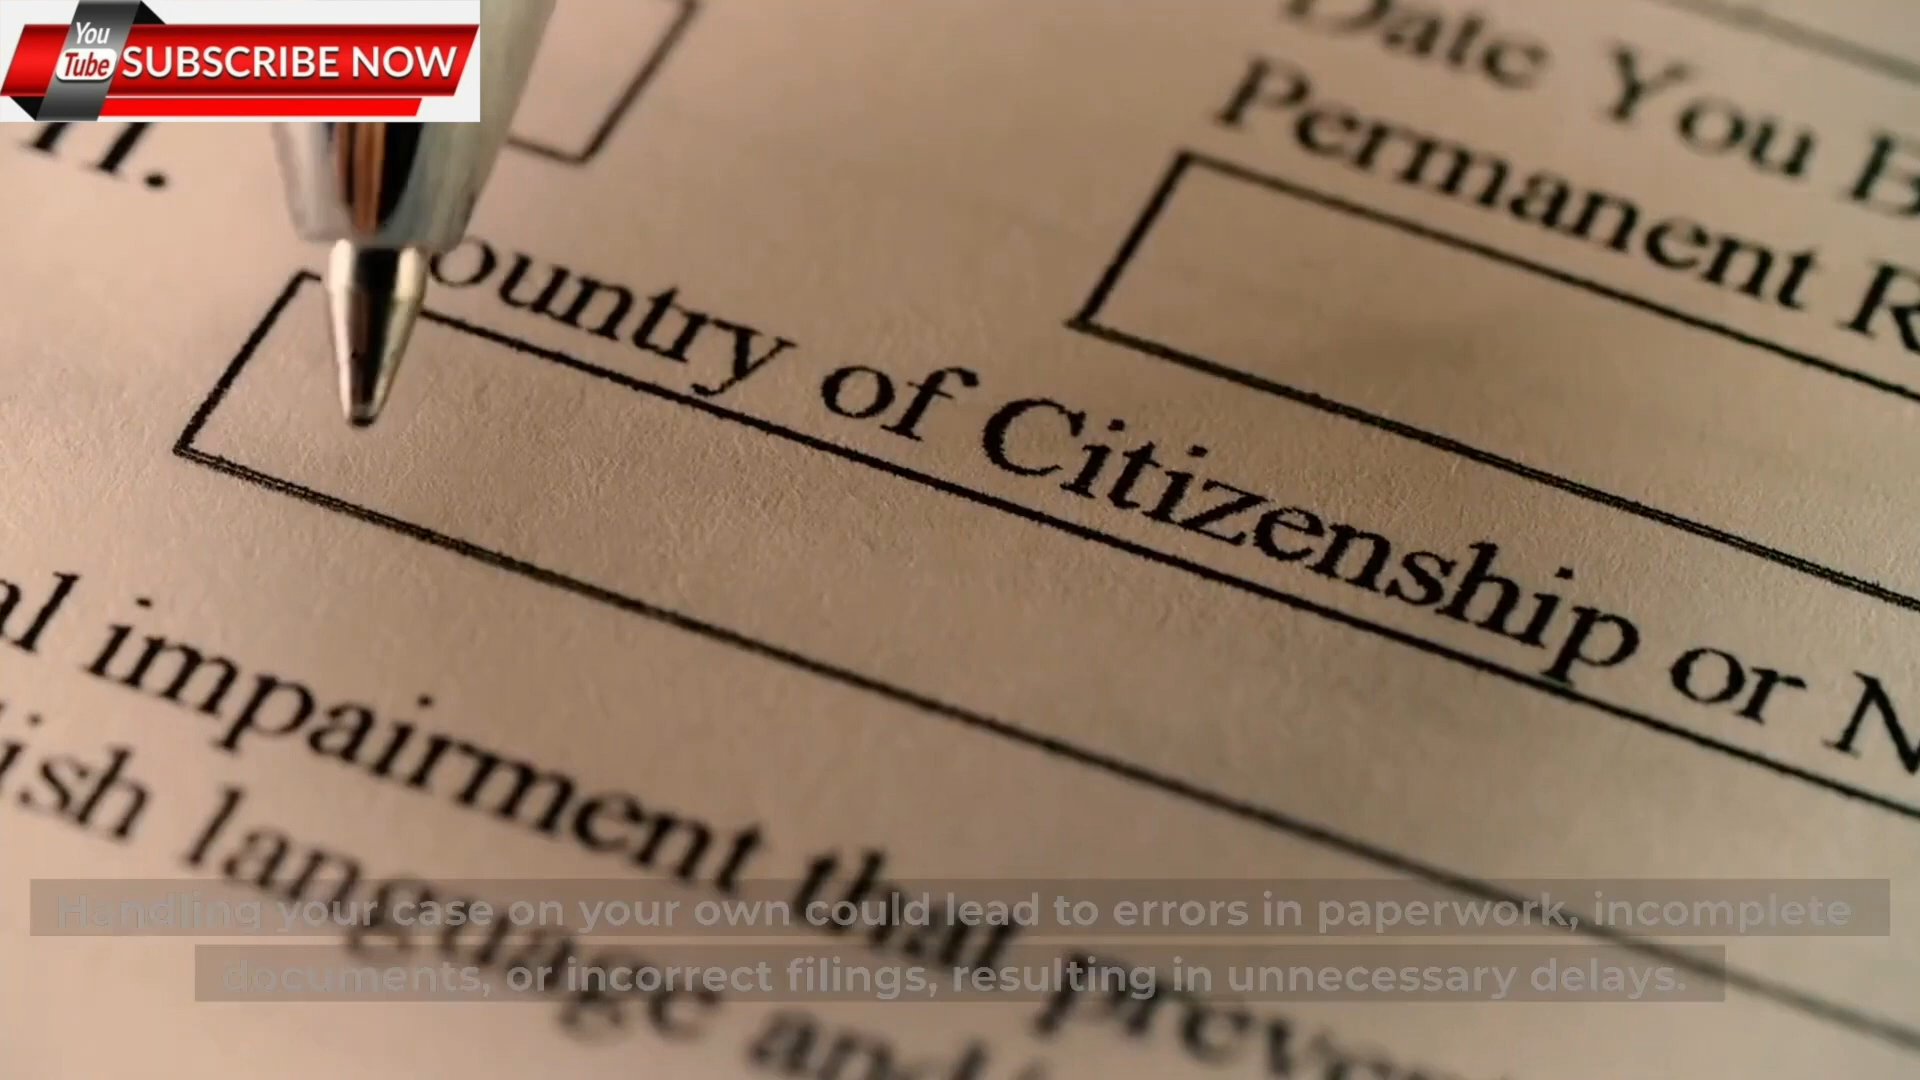 You
Tube SUBSCRIBE NOW
11.
Date You B
Permanent R
ountry of Citizenship or N
al impairment that preven
ish language and
Handling your case on your own could lead to errors in paperwork, incomplete
documents, or incorrect filings, resulting in unnecessary delays.